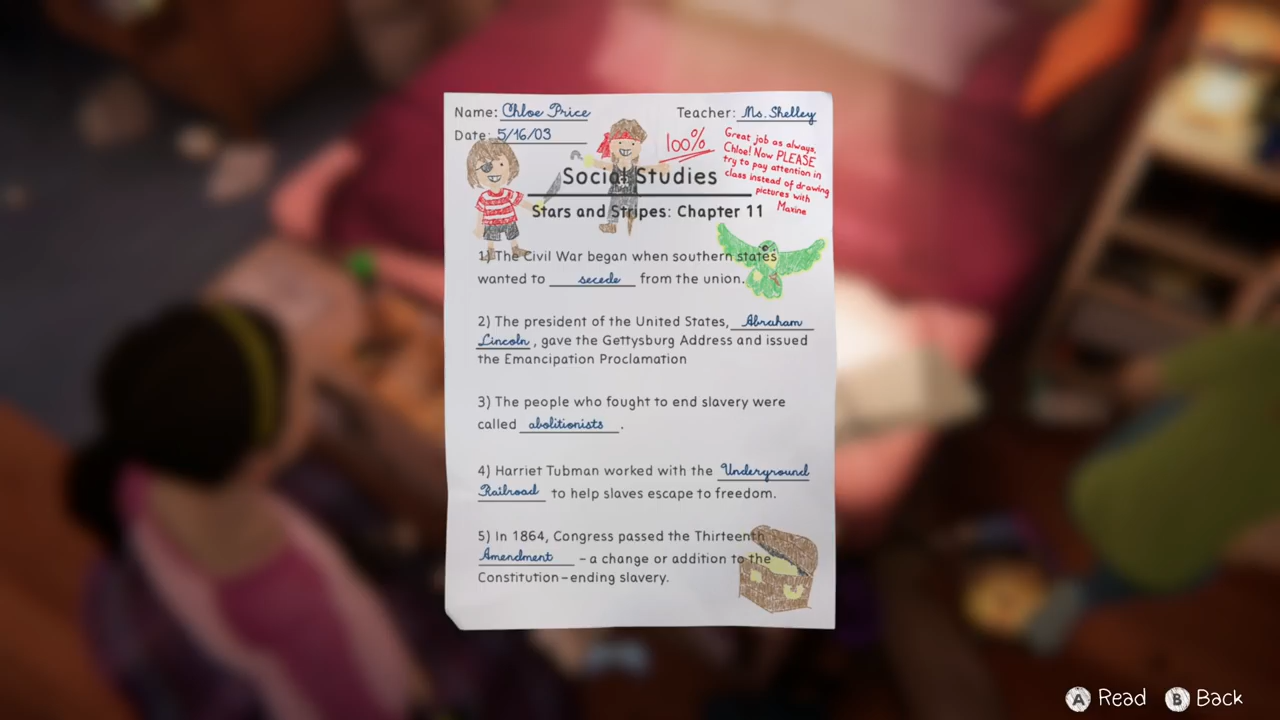 Name: Chloe Price
Teacher: Ms. Shelley
Date: 5/16/03
100%
Great job as always,
Chloe! Now PLEASE
try to pay attention in
class instead of drawing
pictures with
Maxine
Social Studies
Stars and Stripes: Chapter 11
1) The Civil War began when southern states
wanted to secede from the union.
2) The president of the United States, Abraham
Lincoln, gave the Gettysburg Address and issued
the Emancipation Proclamation
3) The people who fought to end slavery were
called abolitionists.
4) Harriet Tubman worked with the Underground
Railroad to help slaves escape to freedom.
5) In 1864, Congress passed the Thirteenth
Amendment – a change or addition to the
Constitution – ending slavery.
A Read B Back